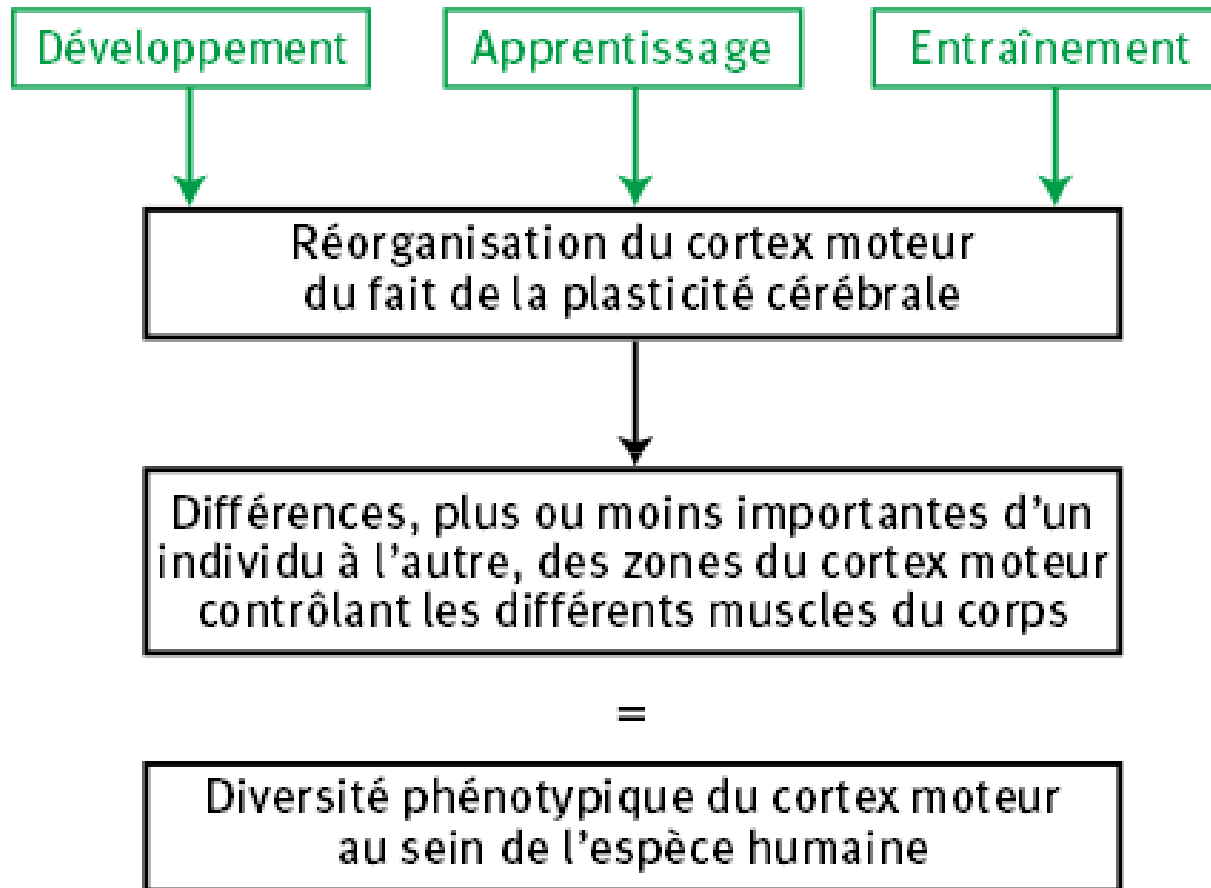 Développement
Apprentissage
Entraînement
Réorganisation du cortex moteur
du fait de la plasticité cérébrale
Différences, plus ou moins importantes d'un
individu à l'autre, des zones du cortex moteur
contrôlant les différents muscles du corps
=
Diversité phénotypique du cortex moteur
au sein de l'espèce humaine